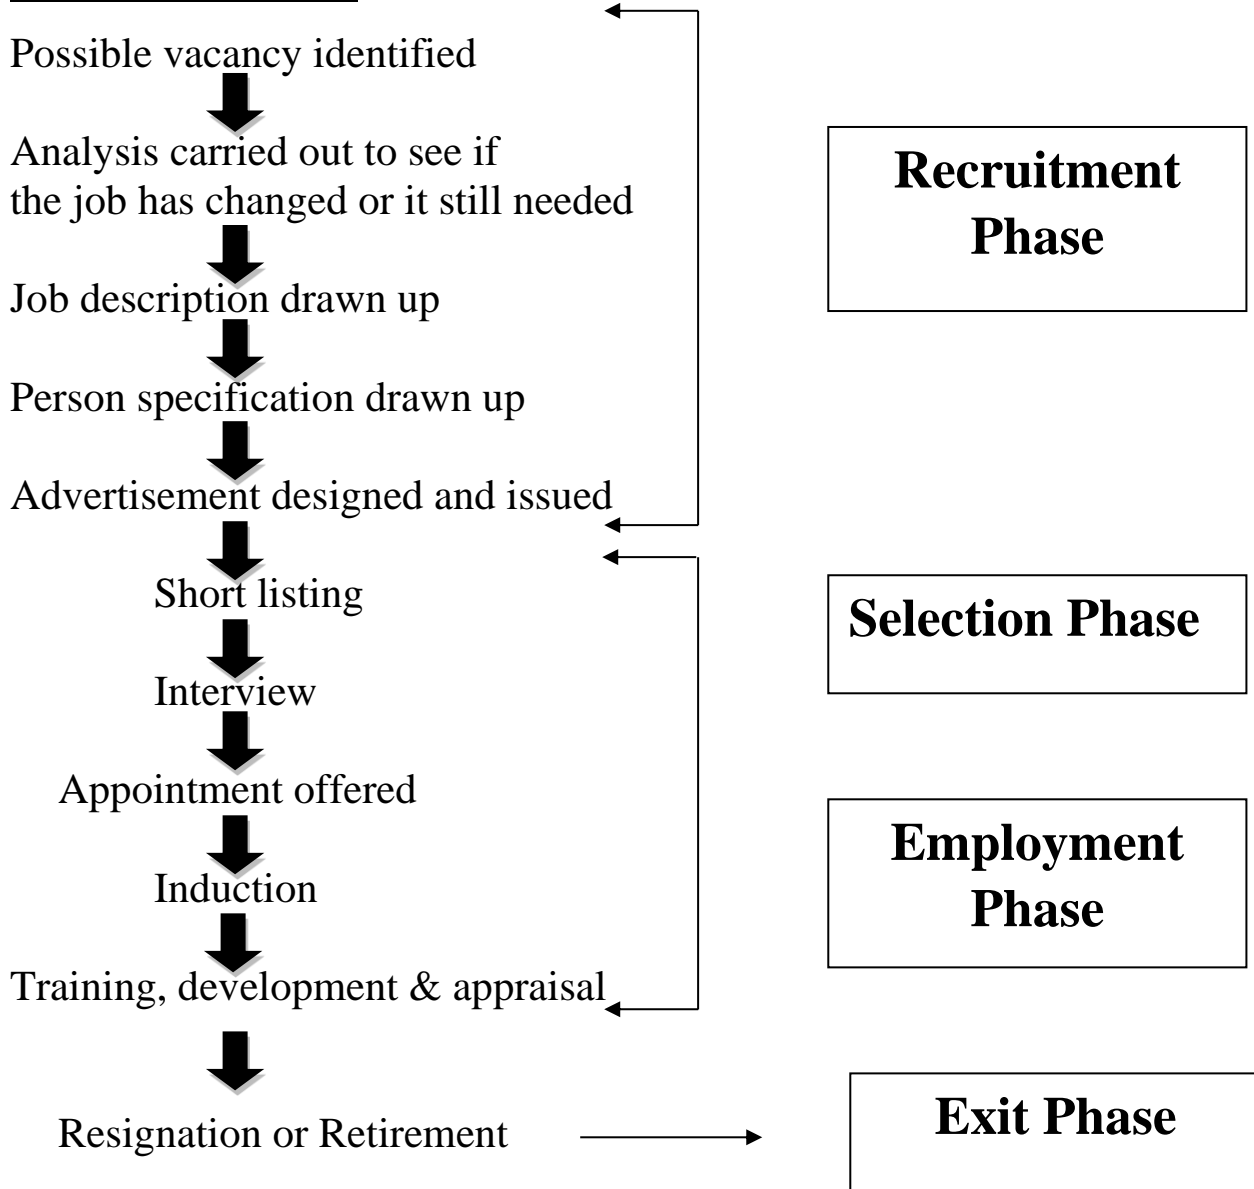 Possible vacancy identified
Analysis carried out to see if
the job has changed or it still needed
Job description drawn up
Person specification drawn up
Advertisement designed and issued
Short listing
Interview
Appointment offered
Induction
Training, development & appraisal
Resignation or Retirement
Recruitment
Phase
Selection Phase
Employment
Phase
Exit Phase